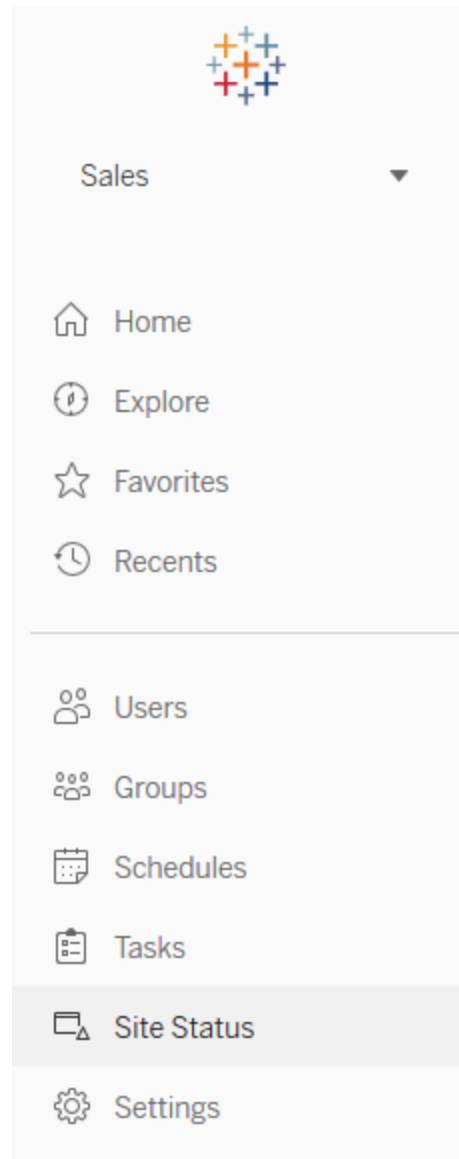 Sales
Home
Explore
Favorites
Recents
Users
Groups
Schedules
Tasks
Site Status
Settings